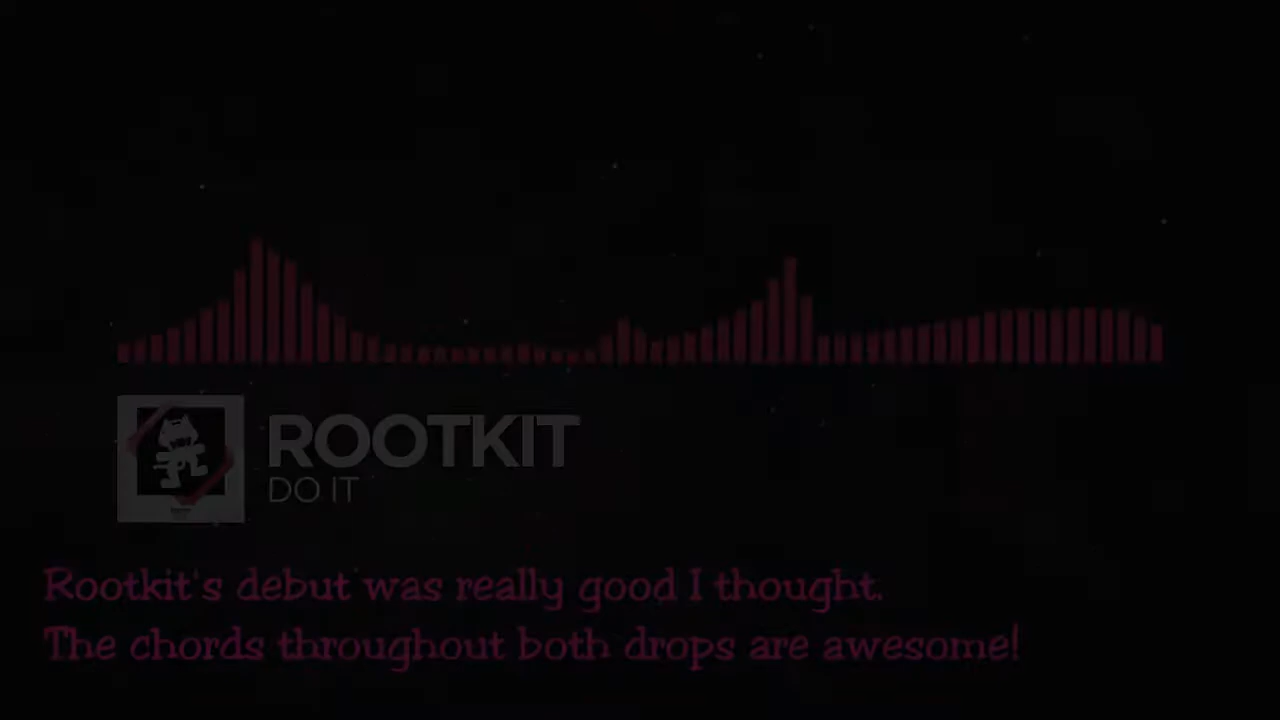 ROOTKIT
DO IT
Rootkit's debut was really good I thought.
The chords throughout both drops are awesome!